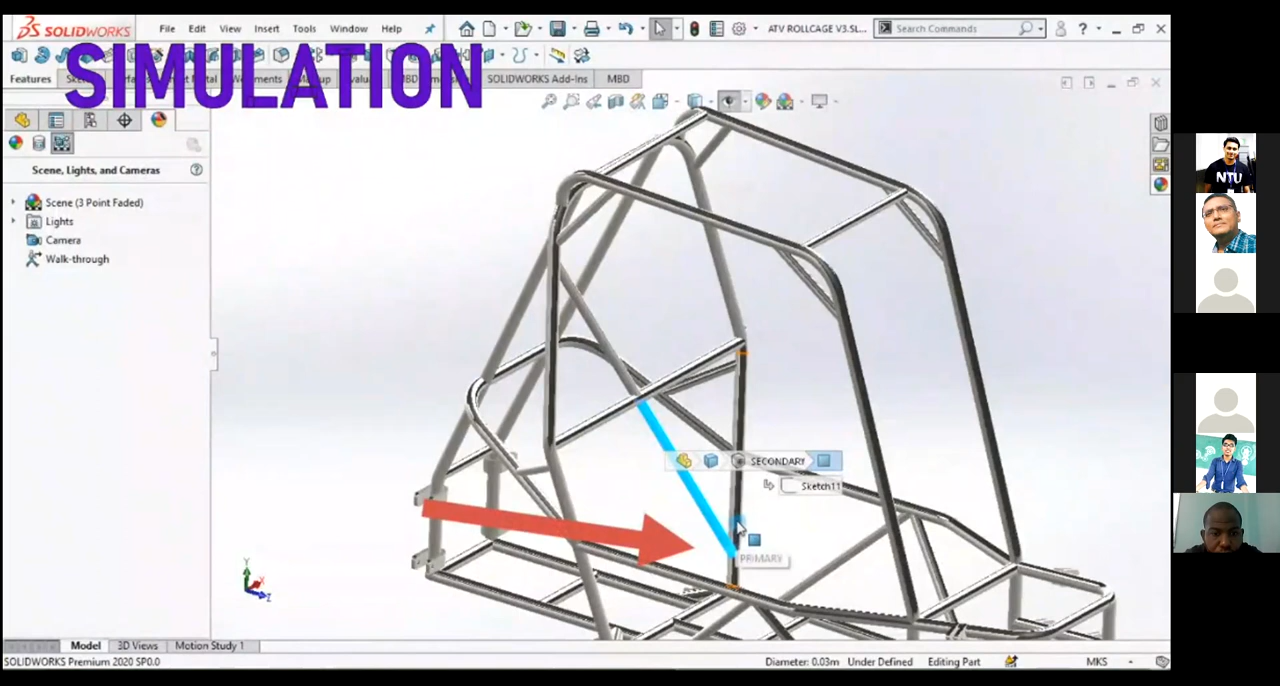 SOLIDWORKS
File Edit View Insert Tools Window Help
ATV ROLLCAGE V3.SL...
Search Commands
SIMULATION
Features
SOLIDWORKS Add-Ins
MBD
Scene, Lights, and Cameras
Scene (3 Point Faded)
Lights
Camera
Walk-through
NTU
SECONDARY
Sketch11
PRIMARY
Y
X
Z
Model 3D Views Motion Study 1
SOLIDWORKS Premium 2020 SP0.0
Diameter: 0.03m Under Defined Editing Part MKS